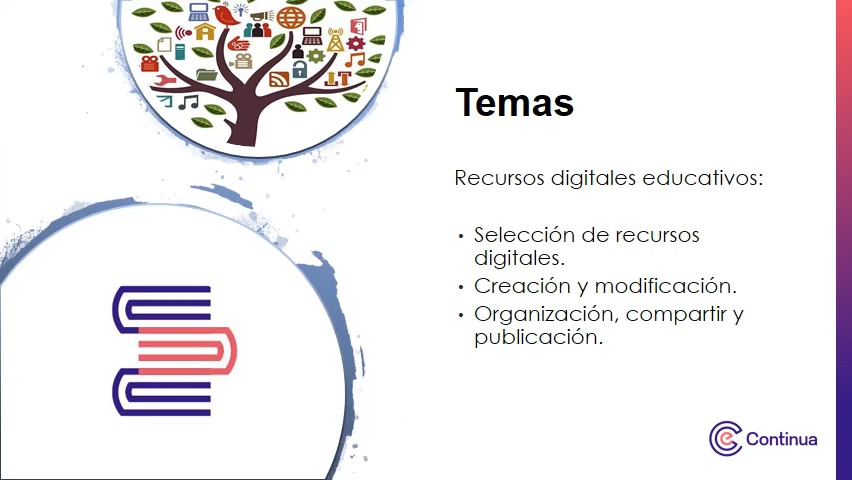 Temas
Recursos digitales educativos:
• Selección de recursos
digitales.
• Creación y modificación.
• Organización, compartir y
publicación.
Continua